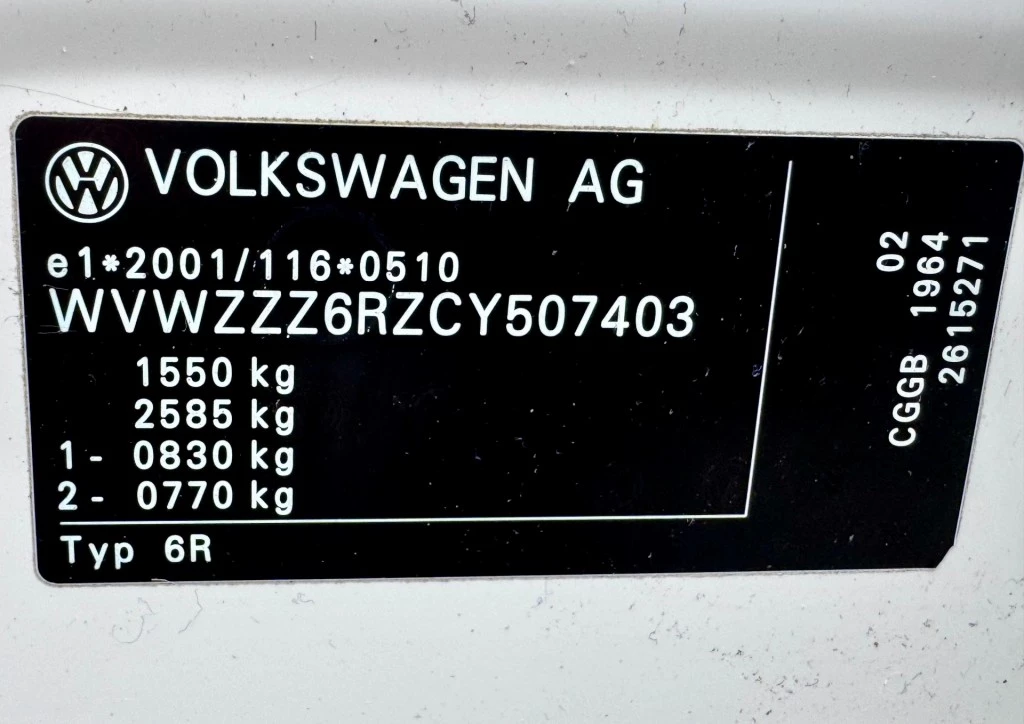 VOLKSWAGEN AG
e1*2001/116*0510
WVWZZZ6RZCY507403
1550 kg
2585 kg
1- 0830 kg
2- 0770 kg
Typ 6R
02
CGGB 1964
2615271